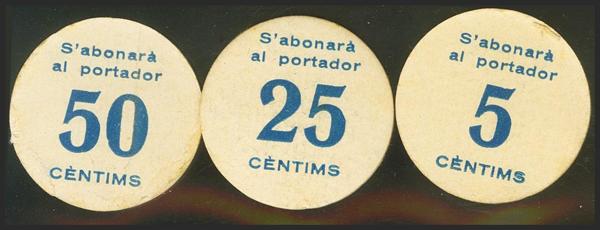 S'abonarà
al portador
50
CÈNTIMS
S'abonarà
al portador
25
CÈNTIMS
S'abonarà
al portador
5
CÈNTIMS